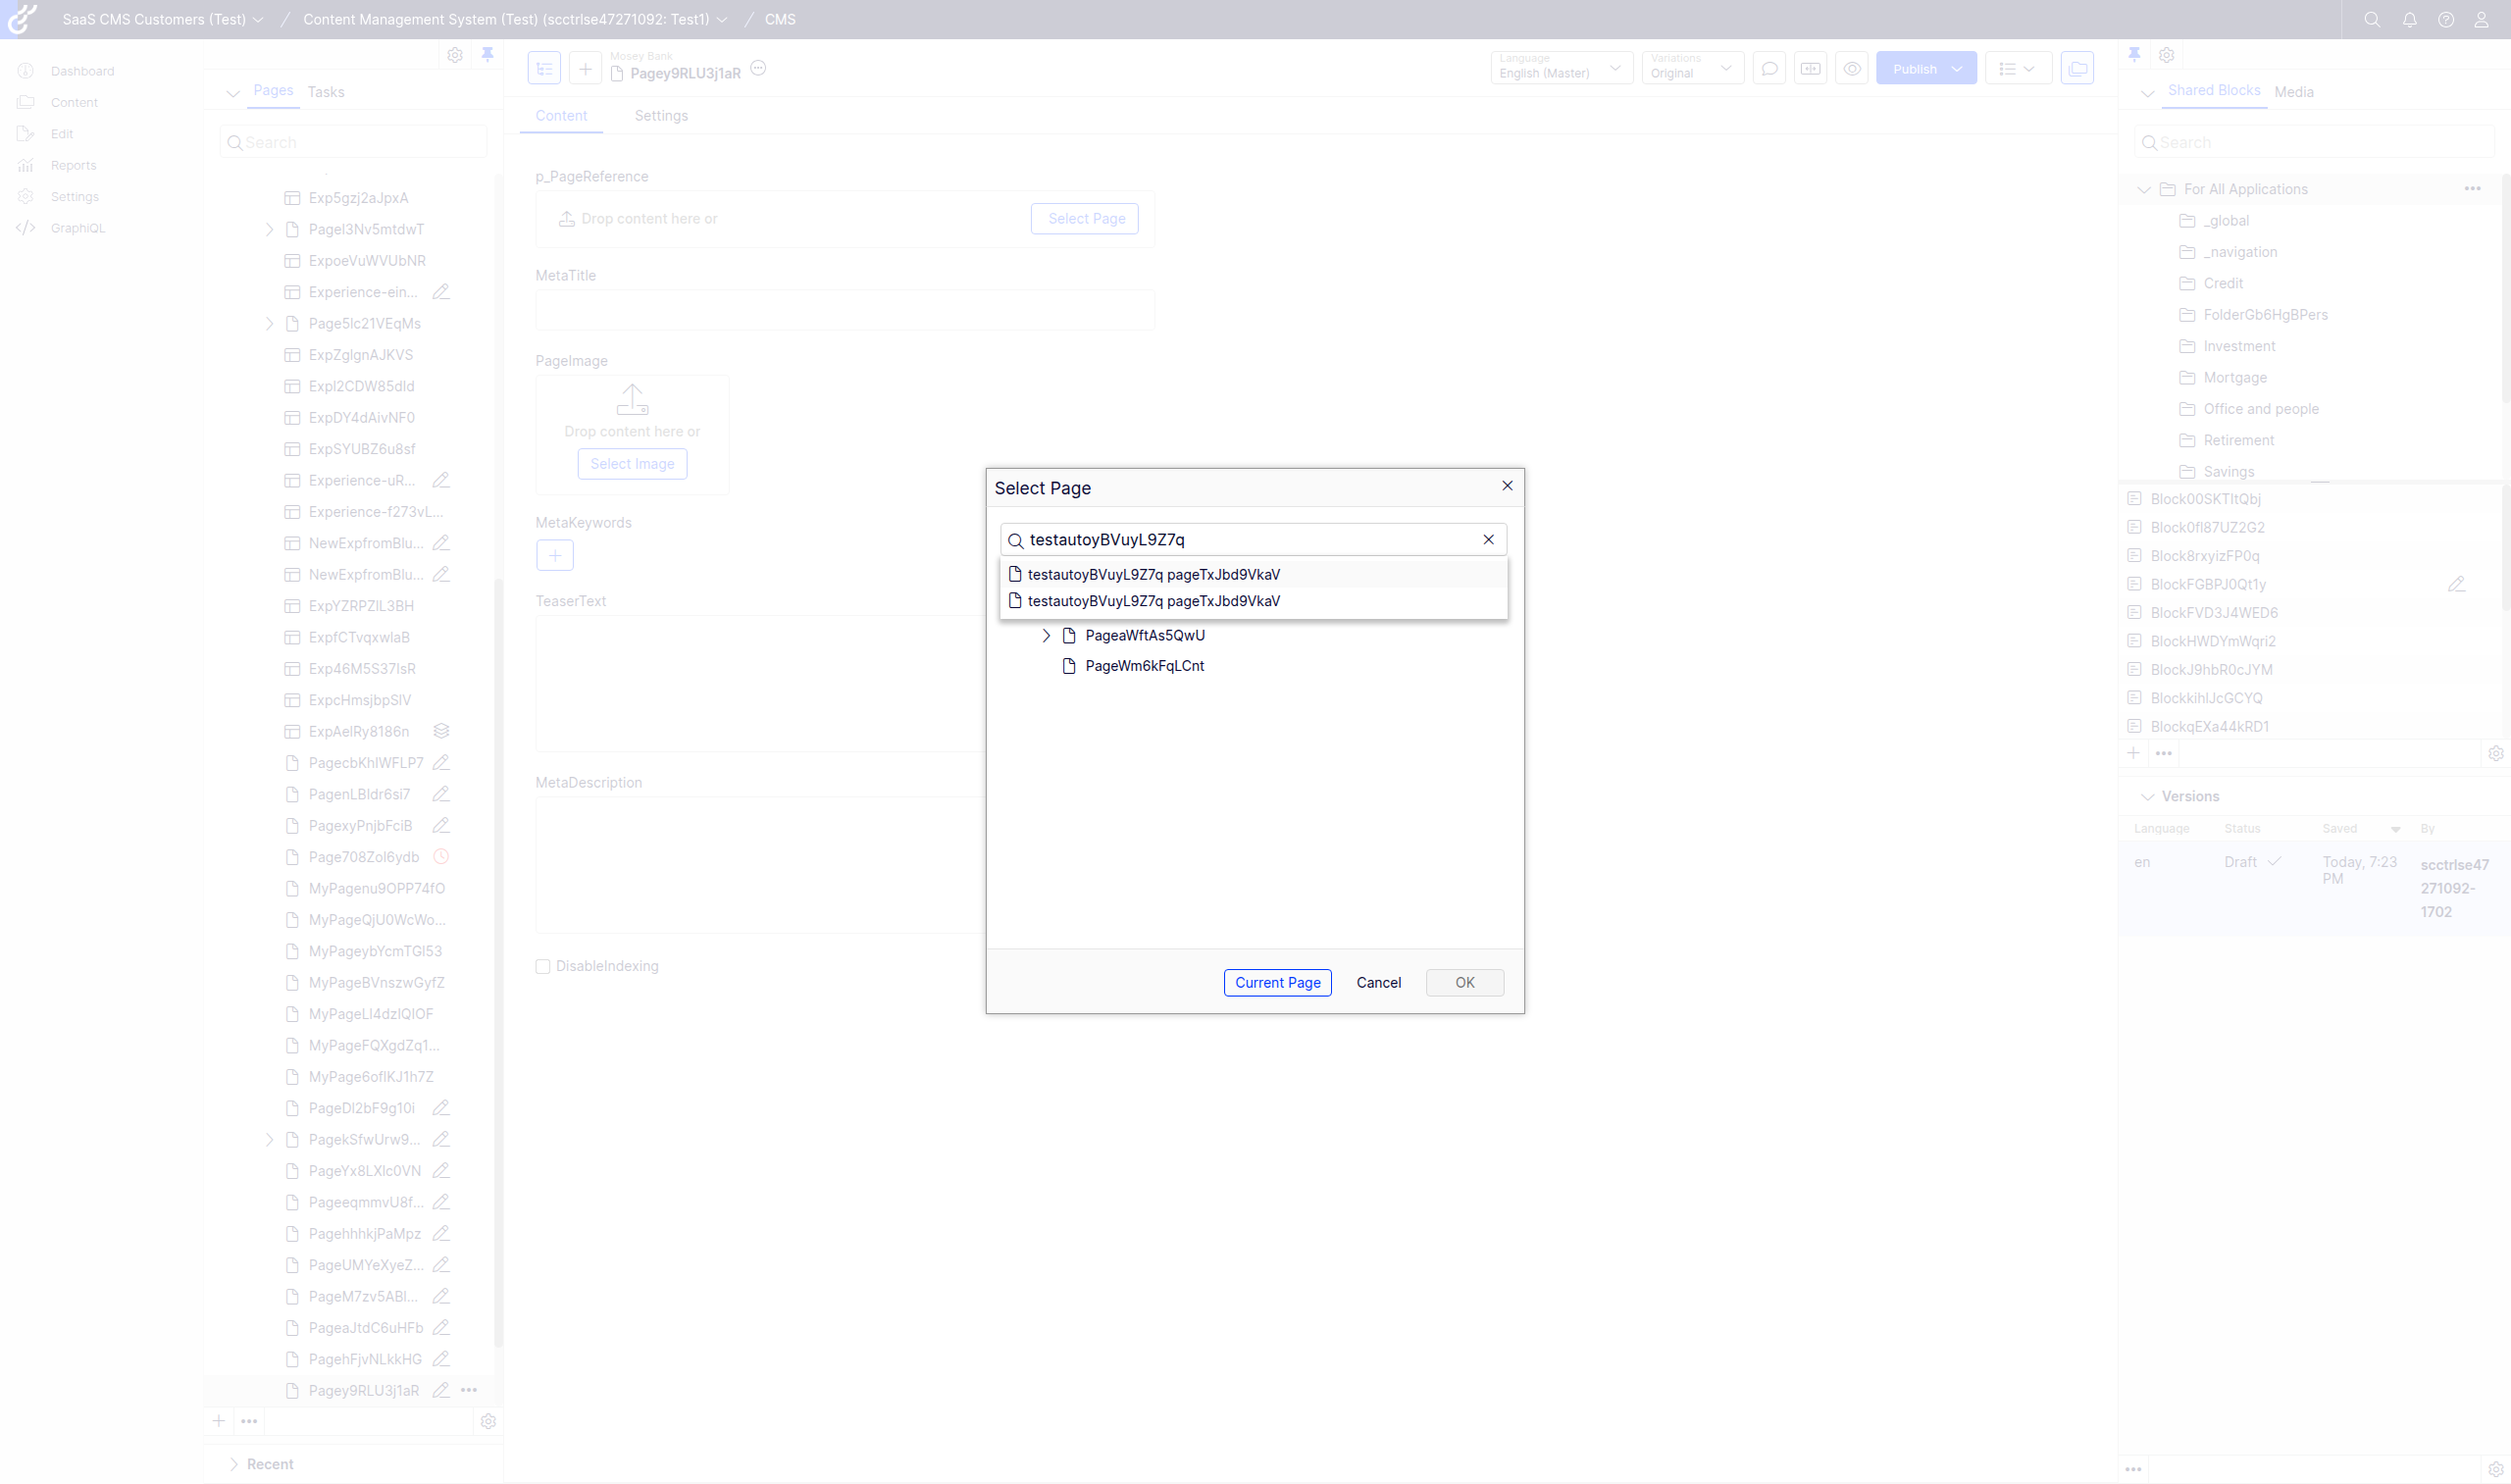 SaaS CMS Customers (Test) / Content Management System (Test) (scctrlse47271092: Test1) / CMS
Dashboard
Content
Edit
Reports
Settings
GraphiQL
Pages Tasks
Search
Exp5gzj2aJpxA
PageI3Nv5mtdwT
ExpoeVuWVUbNR
Experience-ein...
Page5lc21VEqMs
ExpZglgnAJKVS
ExpI2CDW85dId
ExpDY4dAivNF0
ExpSYUBZ6u8sf
Experience-uR...
Experience-f273vL...
NewExpfromBlu...
NewExpfromBlu...
ExpYZRPZIL3BH
ExpfCTvqxwlaB
Exp46M5S37IsR
ExpcHmsjbpSIV
ExpAelRy8186n
PagecbKhIWFLP7
PagenLBldr6si7
PagexyPnjbFciB
Page708Zol6ydb
MyPagenu9OPP74fO
MyPageQjU0WcWo...
MyPageybYcmTGI53
MyPageBVnszwGyfZ
MyPageLI4dzIQIOF
MyPageFQXgdZq1...
MyPage6oflKJ1h7Z
PageDI2bF9g10i
PagekSfwUrw9...
PageYx8LXlc0VN
PageeqmmvU8f...
PagehhhkjPaMpz
PageUMYeXyeZ...
PageM7zv5ABl...
PageaJtdC6uHFb
PagehFjvNLkkHG
Pagey9RLU3j1aR
Recent
Mosey Bank
Pagey9RLU3j1aR
Language
English (Master)
Variations
Original
Publish
Content Settings
p_PageReference
Drop content here or Select Page
MetaTitle
PageImage
Drop content here or
Select Image
MetaKeywords
TeaserText
MetaDescription
DisableIndexing
Select Page
testautoyBVuyL9Z7q
testautoyBVuyL9Z7q pageTxJbd9VkaV
testautoyBVuyL9Z7q pageTxJbd9VkaV
PageaWftAs5QwU
PageWm6kFqLCnt
Current Page Cancel OK
Shared Blocks Media
Search
For All Applications
_global
_navigation
Credit
FolderGb6HgBPers
Investment
Mortgage
Office and people
Retirement
Savings
Block00SKTItQbj
Block0fI87UZ2G2
Block8rxyizFP0q
BlockFGBPJ0Qt1y
BlockFVD3J4WED6
BlockHWDYmWqri2
BlockJ9hbR0cJYM
BlockkihIJcGCYQ
BlockqEXa44kRD1
Versions
Language Status Saved By
en Draft Today, 7:23 PM scctrlse47271092-1702